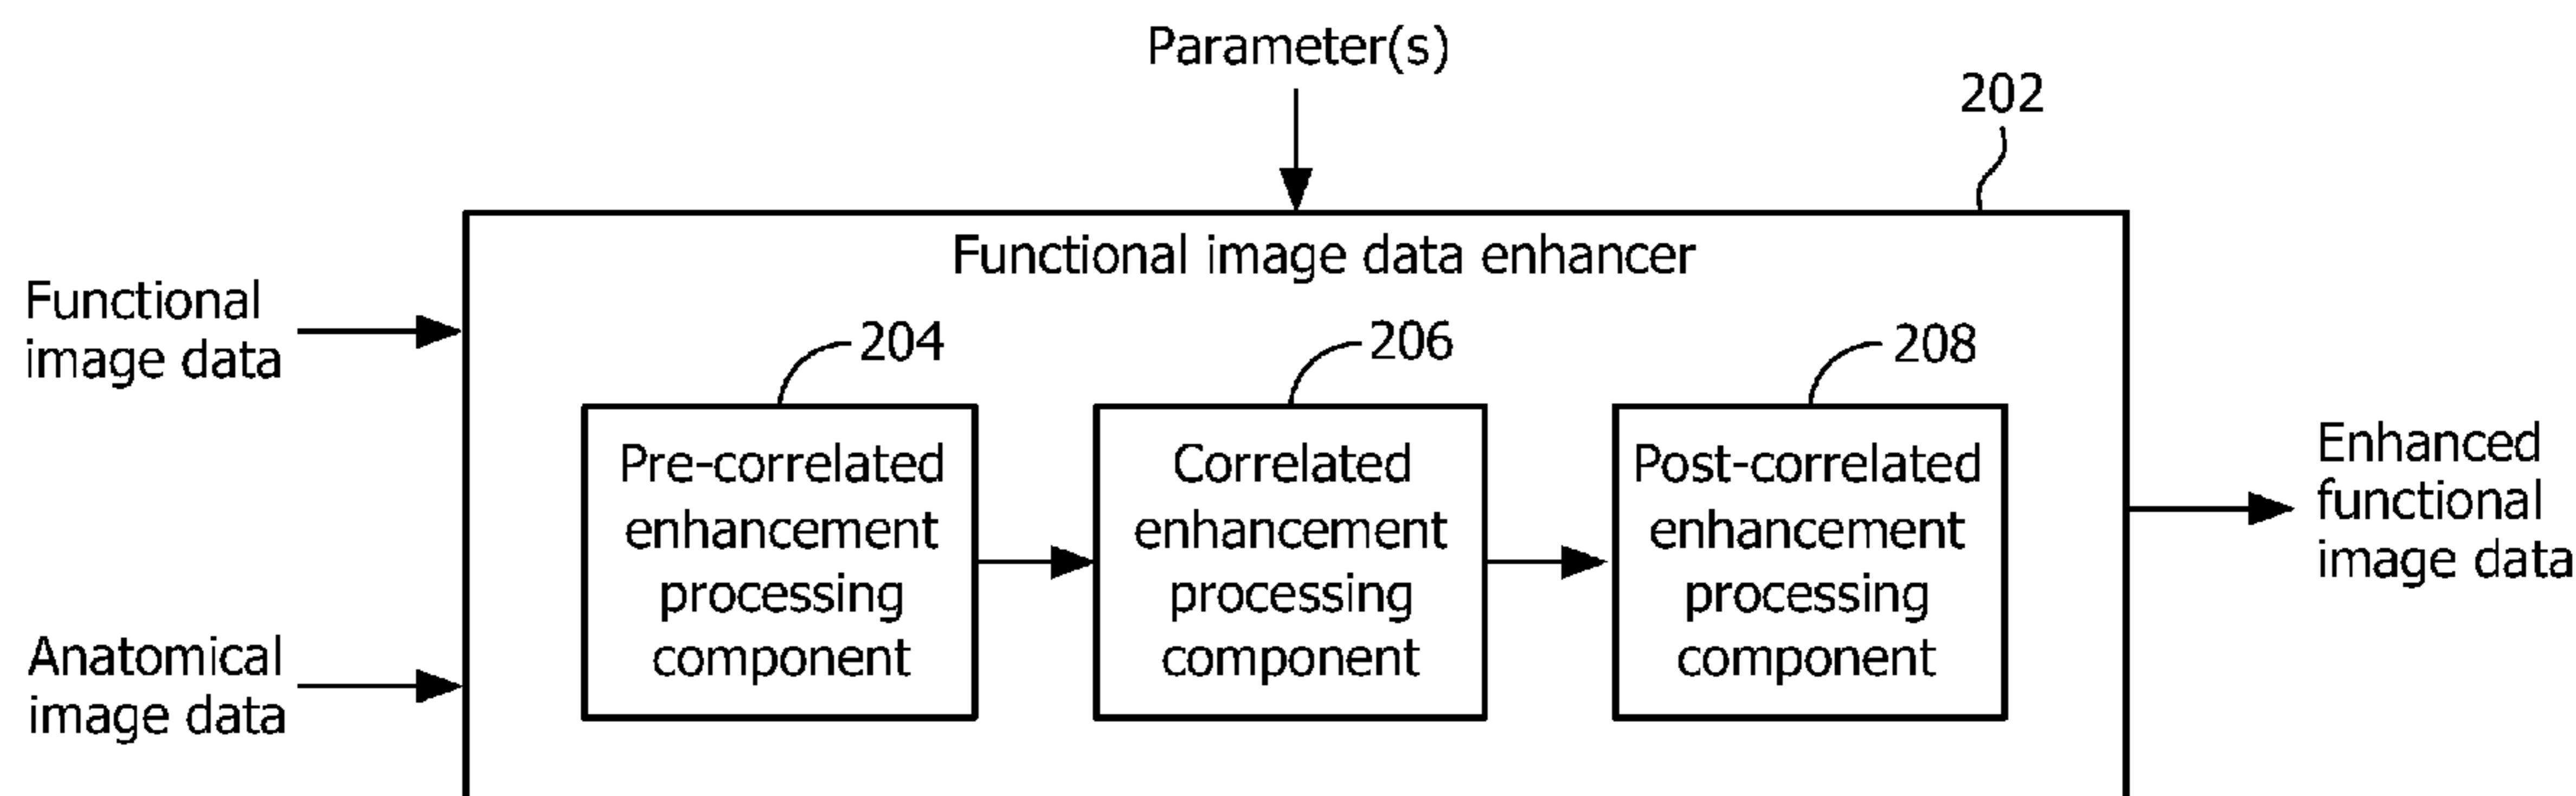 Parameter(s)
202
Functional image data enhancer
Functional
image data
204
206
208
Pre-correlated
enhancement
processing
component
Correlated
enhancement
processing
component
Post-correlated
enhancement
processing
component
Enhanced
functional
image data
Anatomical
image data